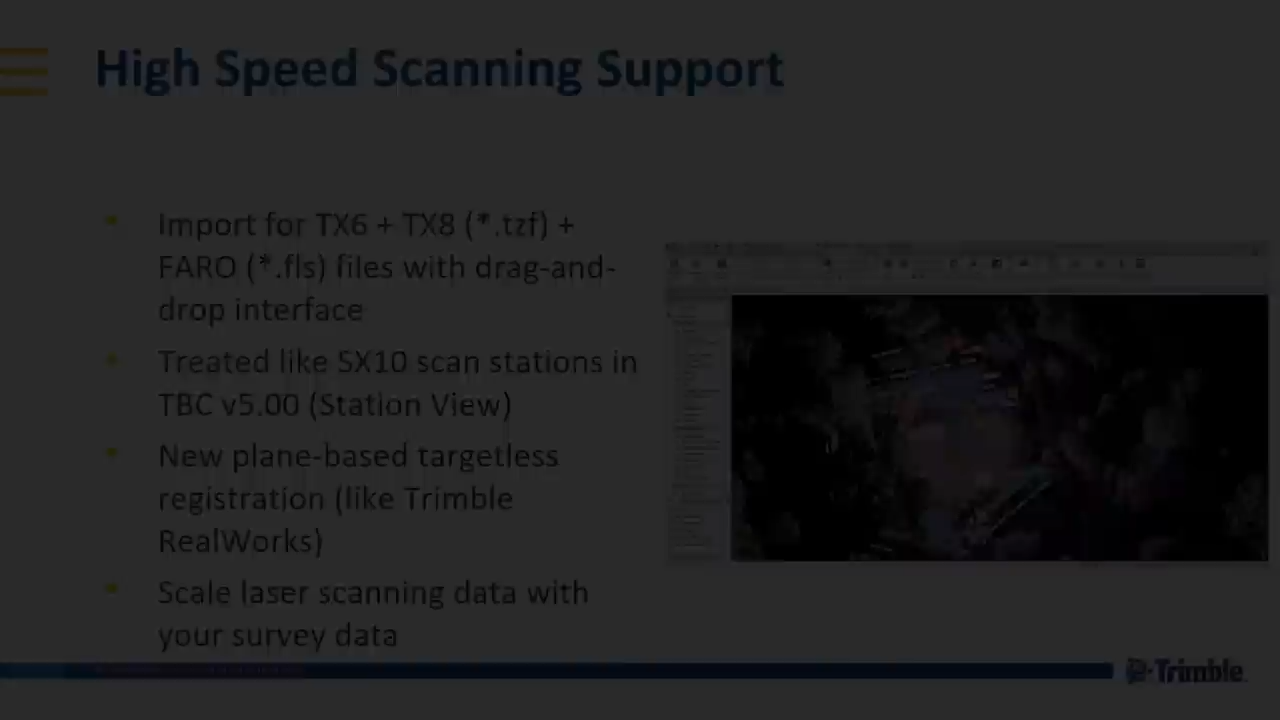 High Speed Scanning Support
Import for TX6 + TX8 (*.tzf) +
FARO (*.fls) files with drag-and-
drop interface
Treated like SX10 scan stations in
TBC v5.00 (Station View)
New plane-based targetless
registration (like Trimble
RealWorks)
Scale laser scanning data with
your survey data
Trimble